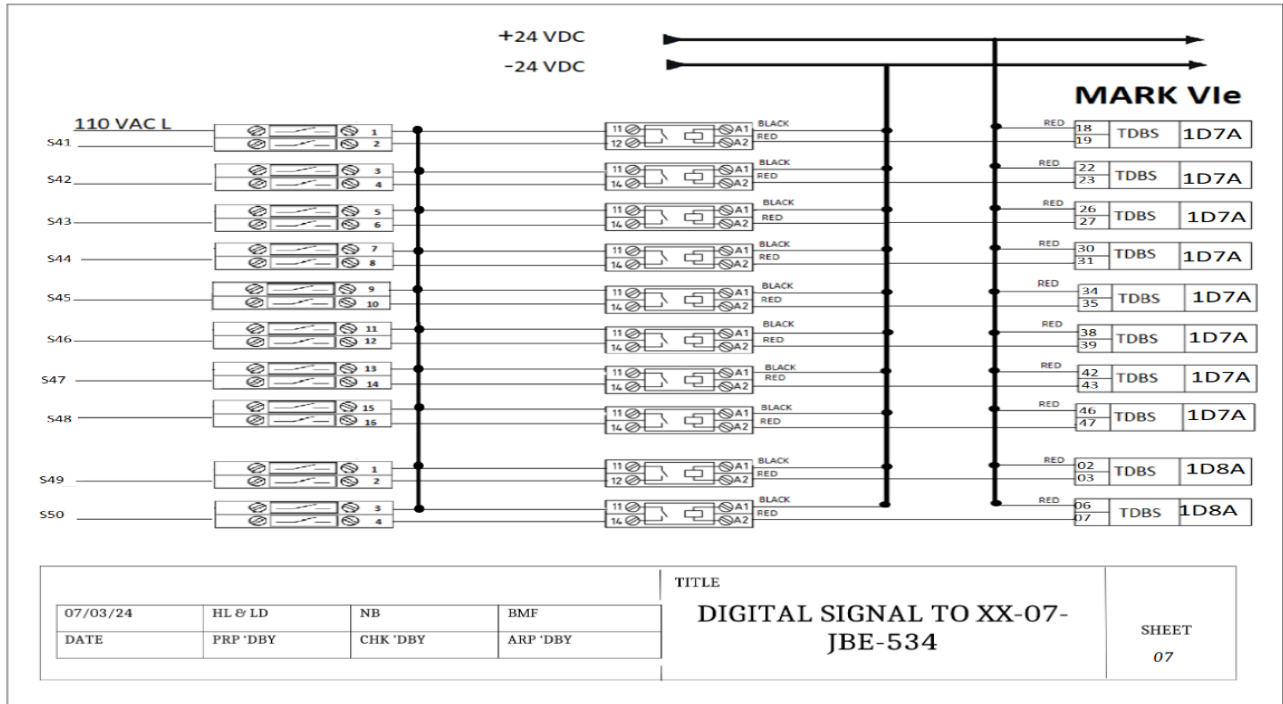 +24 VDC
-24 VDC
MARK VIe
110 VAC L
S41 1 11 A1 BLACK RED 18 TDBS 1D7A
2 12 A2 RED 19
S42 3 11 A1 BLACK RED 22 TDBS 1D7A
4 14 A2 RED 23
S43 5 11 A1 BLACK RED 26 TDBS 1D7A
6 14 A2 RED 27
S44 7 11 A1 BLACK RED 30 TDBS 1D7A
8 14 A2 RED 31
S45 9 11 A1 BLACK RED 34 TDBS 1D7A
10 14 A2 RED 35
S46 11 11 A1 BLACK RED 38 TDBS 1D7A
12 14 A2 RED 39
S47 13 11 A1 BLACK RED 42 TDBS 1D7A
14 14 A2 RED 43
S48 15 11 A1 BLACK RED 46 TDBS 1D7A
16 14 A2 RED 47
S49 1 11 A1 BLACK RED 02 TDBS 1D8A
2 12 A2 RED 03
S50 3 11 A1 BLACK RED 06 TDBS 1D8A
4 14 A2 RED 07
TITLE
07/03/24 HL & LD NB BMF
DATE PRP 'DBY CHK 'DBY ARP 'DBY
DIGITAL SIGNAL TO XX-07-
JBE-534
SHEET
07